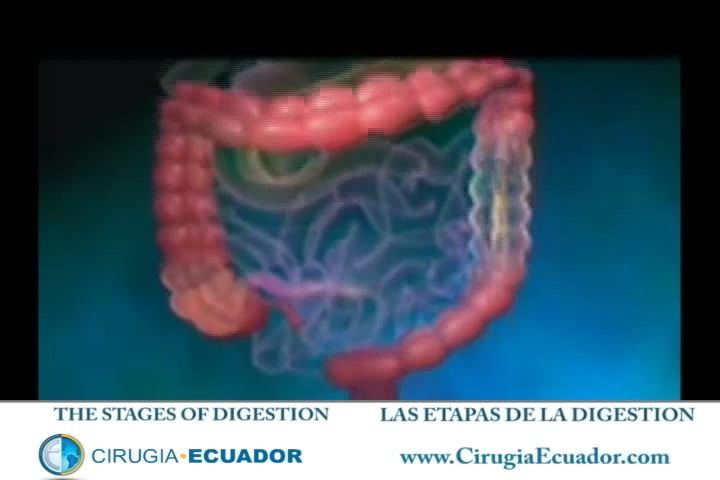 THE STAGES OF DIGESTION
LAS ETAPAS DE LA DIGESTION
CIRUGIA·ECUADOR
www.CirugiaEcuador.com